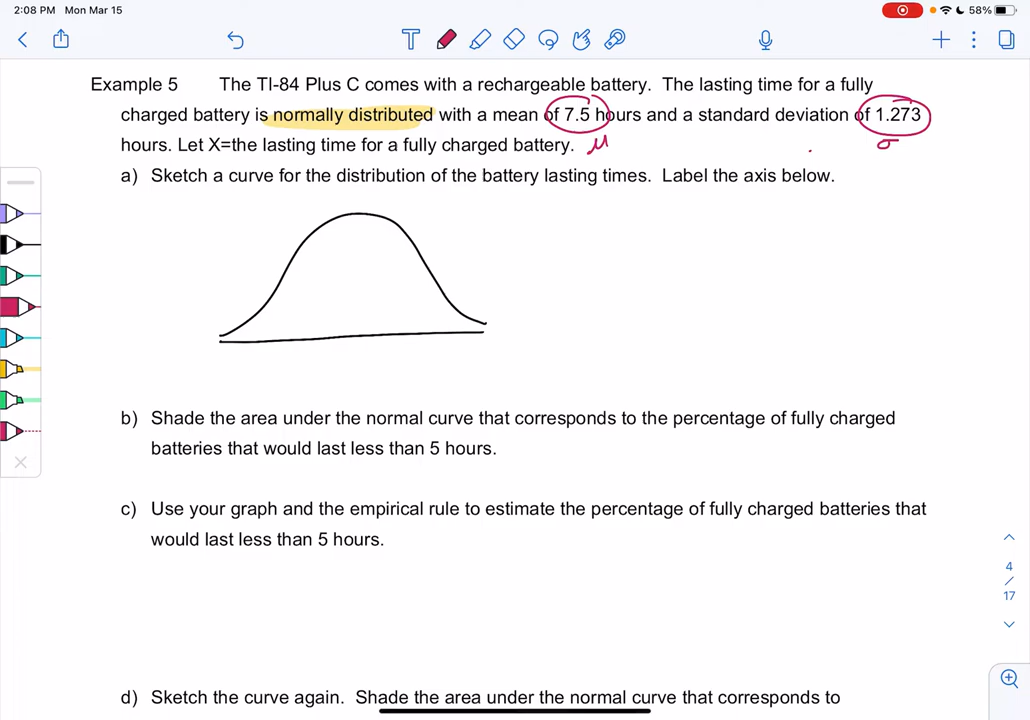 2:08 PM Mon Mar 15
58%
Example 5 The TI-84 Plus C comes with a rechargeable battery. The lasting time for a fully
charged battery is normally distributed with a mean of 7.5 hours and a standard deviation of 1.273
hours. Let X=the lasting time for a fully charged battery. μ σ
a) Sketch a curve for the distribution of the battery lasting times. Label the axis below.
b) Shade the area under the normal curve that corresponds to the percentage of fully charged
batteries that would last less than 5 hours.
c) Use your graph and the empirical rule to estimate the percentage of fully charged batteries that
would last less than 5 hours.
4
/
17
d) Sketch the curve again. Shade the area under the normal curve that corresponds to